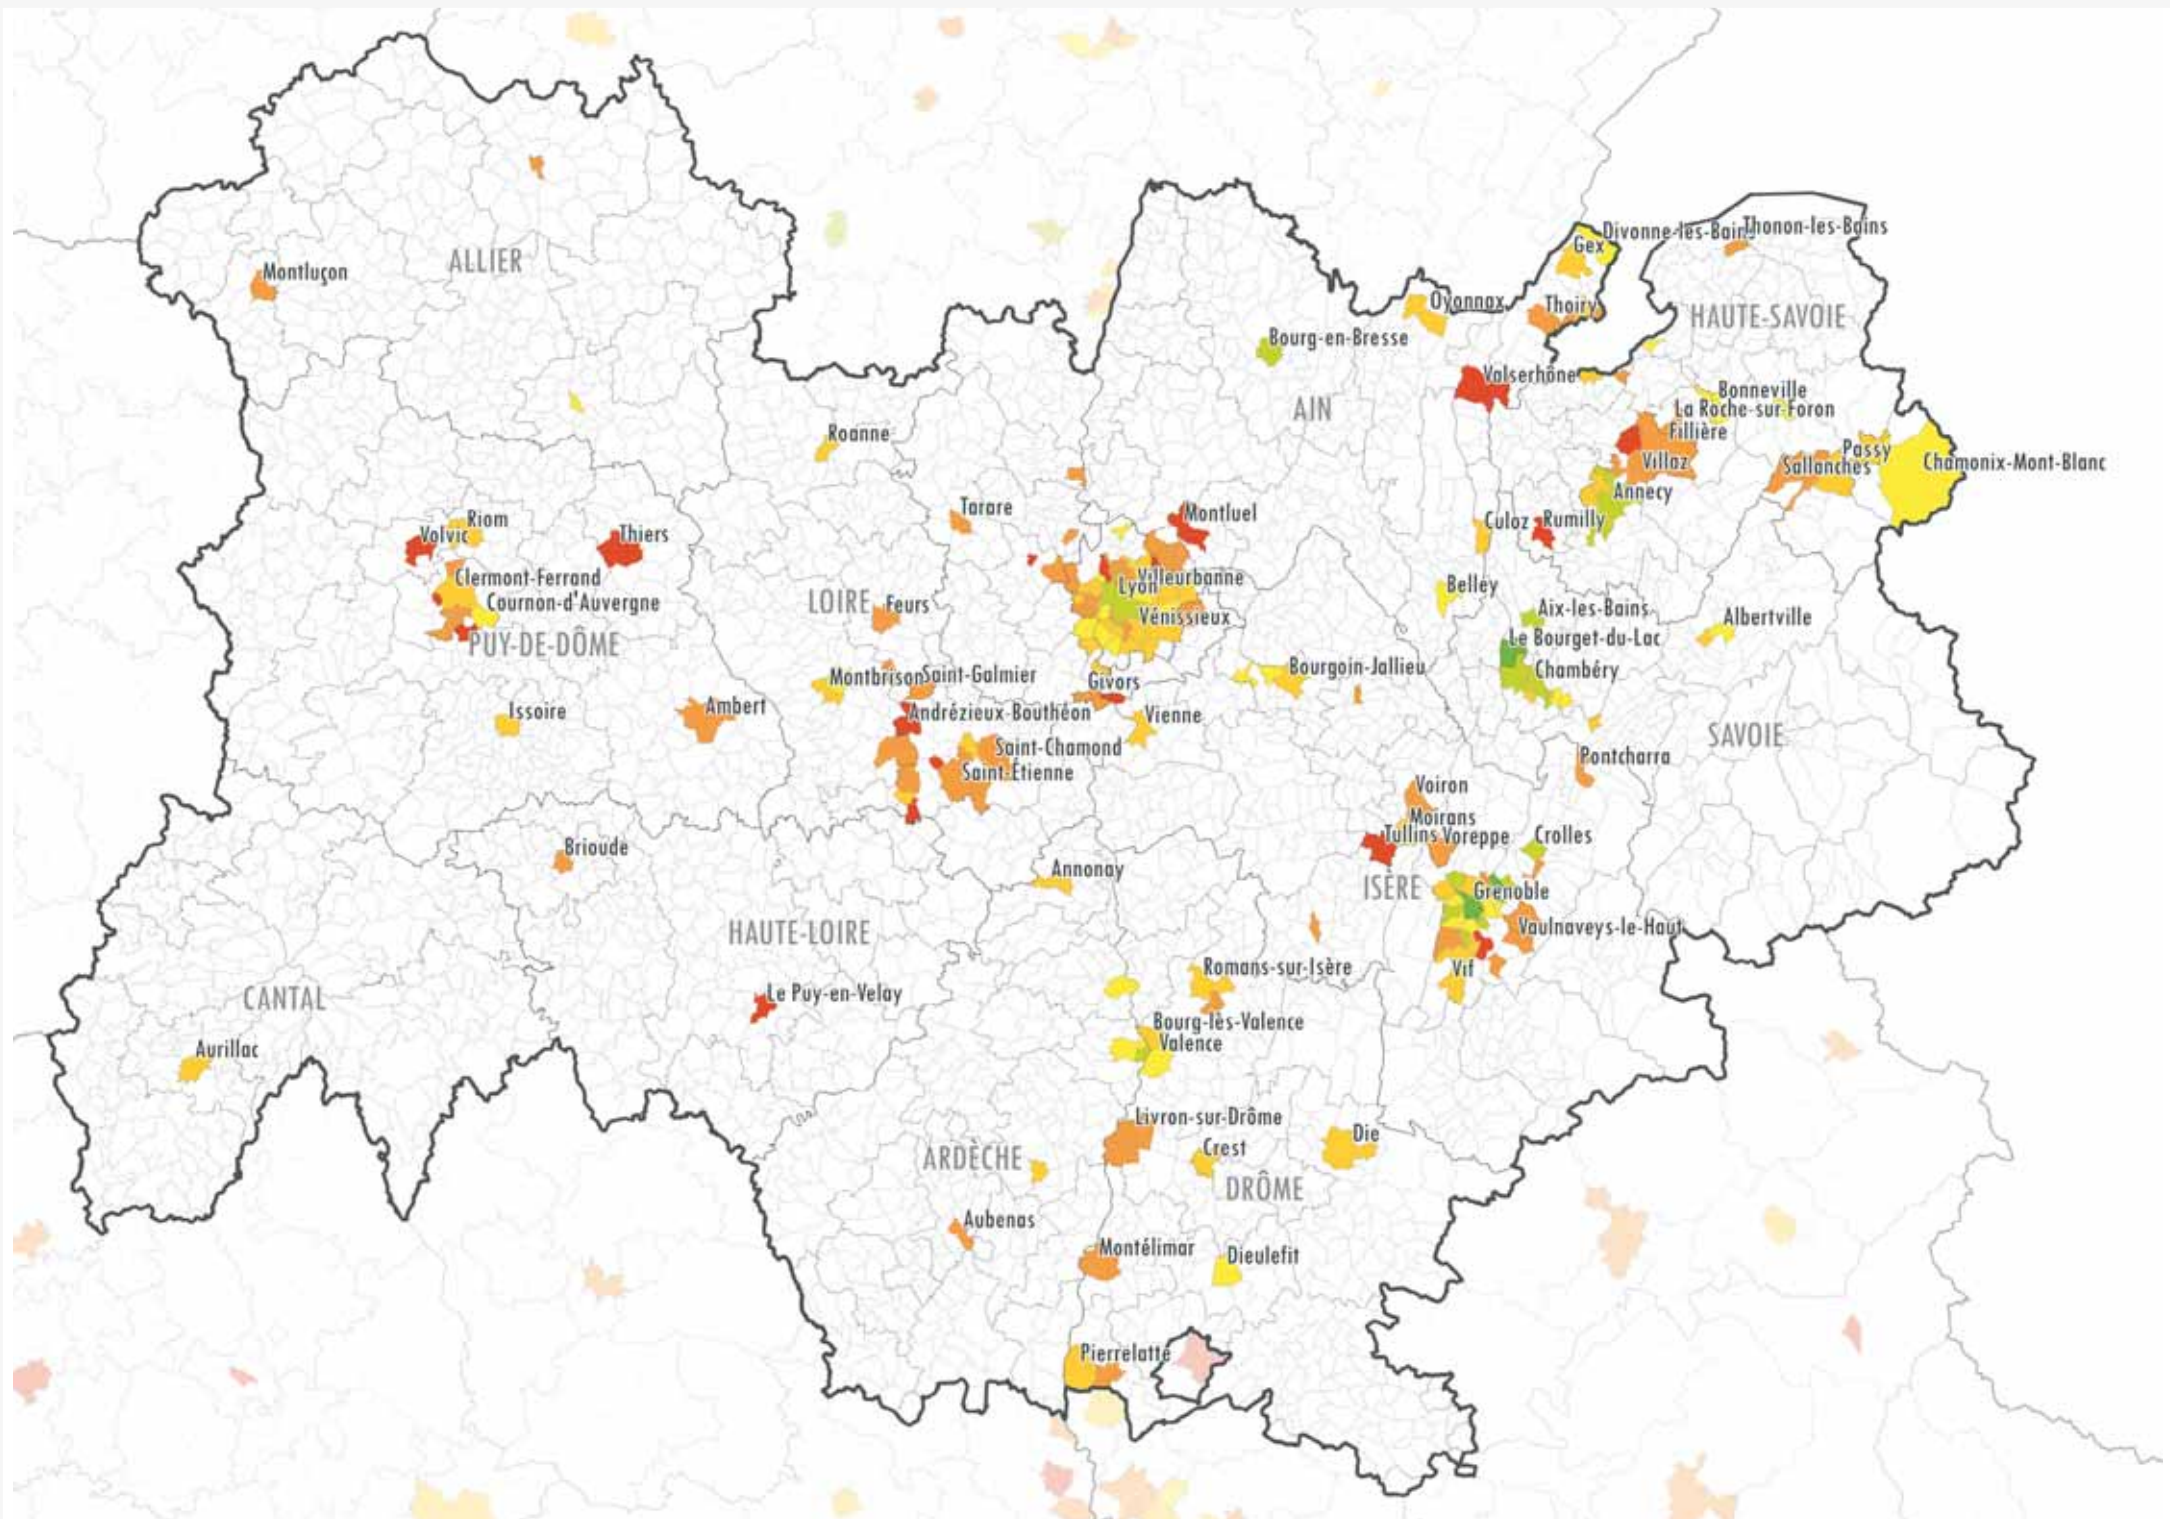 Divonne-les-Bains
Thonon-les-Bains
Gex
ALLIER
Montluçon
Oyonnax
Thoiry
HAUTE-SAVOIE
Bourg-en-Bresse
Valserhône
Bonneville
AIN
La Roche-sur-Foron
Roanne
Fillière
Passy
Villaz
Sallanches
Chamonix-Mont-Blanc
Annecy
Tarare
Montluel
Riom
Culoz
Rumilly
Volvic
Thiers
Clermont-Ferrand
Villeurbanne
Lyon
Belley
Cournon-d'Auvergne
LOIRE
Feurs
Aix-les-Bains
Vénissieux
Albertville
PUY-DE-DÔME
Le Bourget-du-Lac
Bourgoin-Jallieu
Chambéry
Montbrison
Saint-Galmier
Givors
Ambert
Issoire
Andrézieux-Bouthéon
Vienne
SAVOIE
Saint-Chamond
Pontcharra
Saint-Étienne
Voiron
Moirans
Tullins
Voreppe
Crolles
Brioude
Annonay
ISÈRE
Grenoble
HAUTE-LOIRE
Vaulnaveys-le-Haut
Romans-sur-Isère
Vif
CANTAL
Le Puy-en-Velay
Bourg-lès-Valence
Valence
Aurillac
Livron-sur-Drôme
Die
Crest
ARDÈCHE
DRÔME
Aubenas
Montélimar
Dieulefit
Pierrelatte